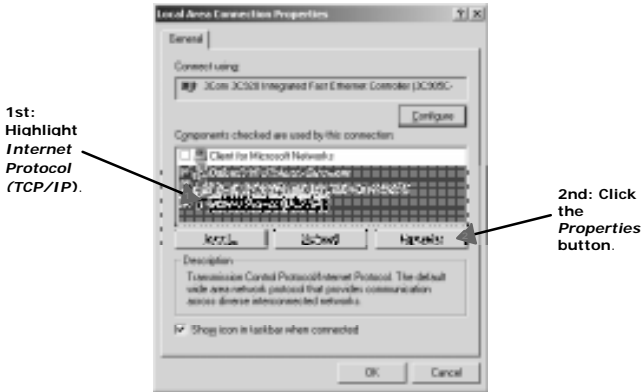 Local Area Connection Properties
General
Connect using:
3Com 3C920 Integrated Fast Ethernet Controller (3C905C-
Configure
Components checked are used by this connection:
Client for Microsoft Networks
1st:
Highlight
Internet
Protocol
(TCP/IP).
2nd: Click
the
Properties
button.
Install...
Uninstall
Properties
Description
Transmission Control Protocol/Internet Protocol. The default
wide area network protocol that provides communication
across diverse interconnected networks.
Show icon in taskbar when connected
OK
Cancel